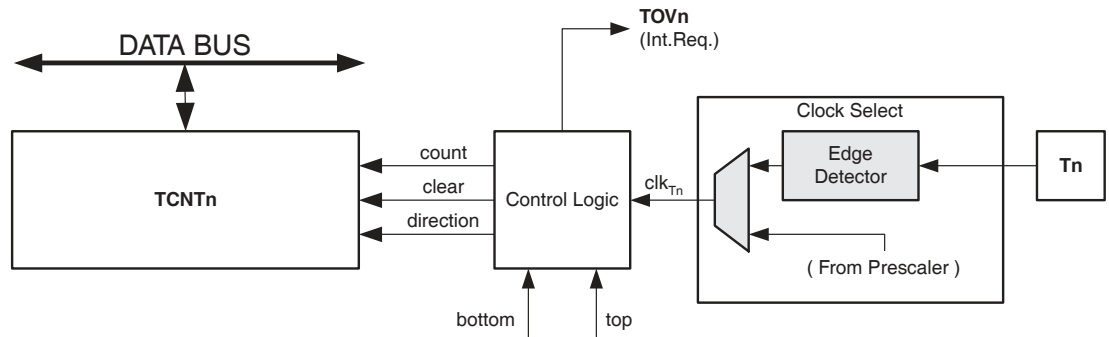 TOVn
(Int.Req.)
DATA BUS
Clock Select
count
clear
direction
TCNTn
Control Logic
clkTn
Edge
Detector
Tn
( From Prescaler )
bottom
top